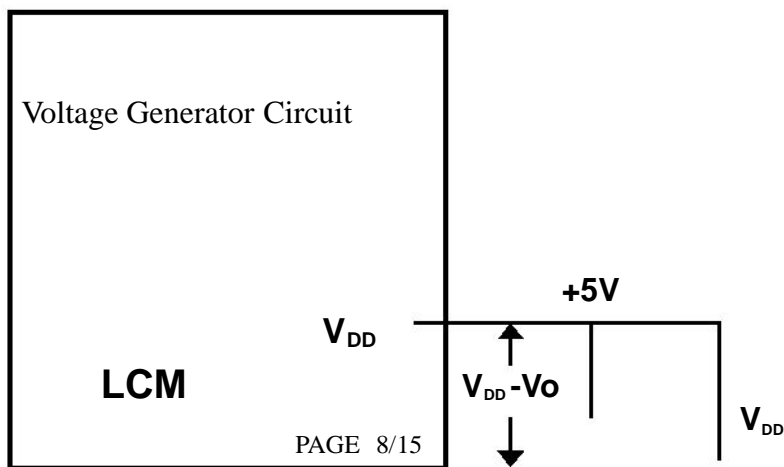 Voltage Generator Circuit
+5V
VDD
VDD-Vo
LCM
VDD
PAGE 8/15